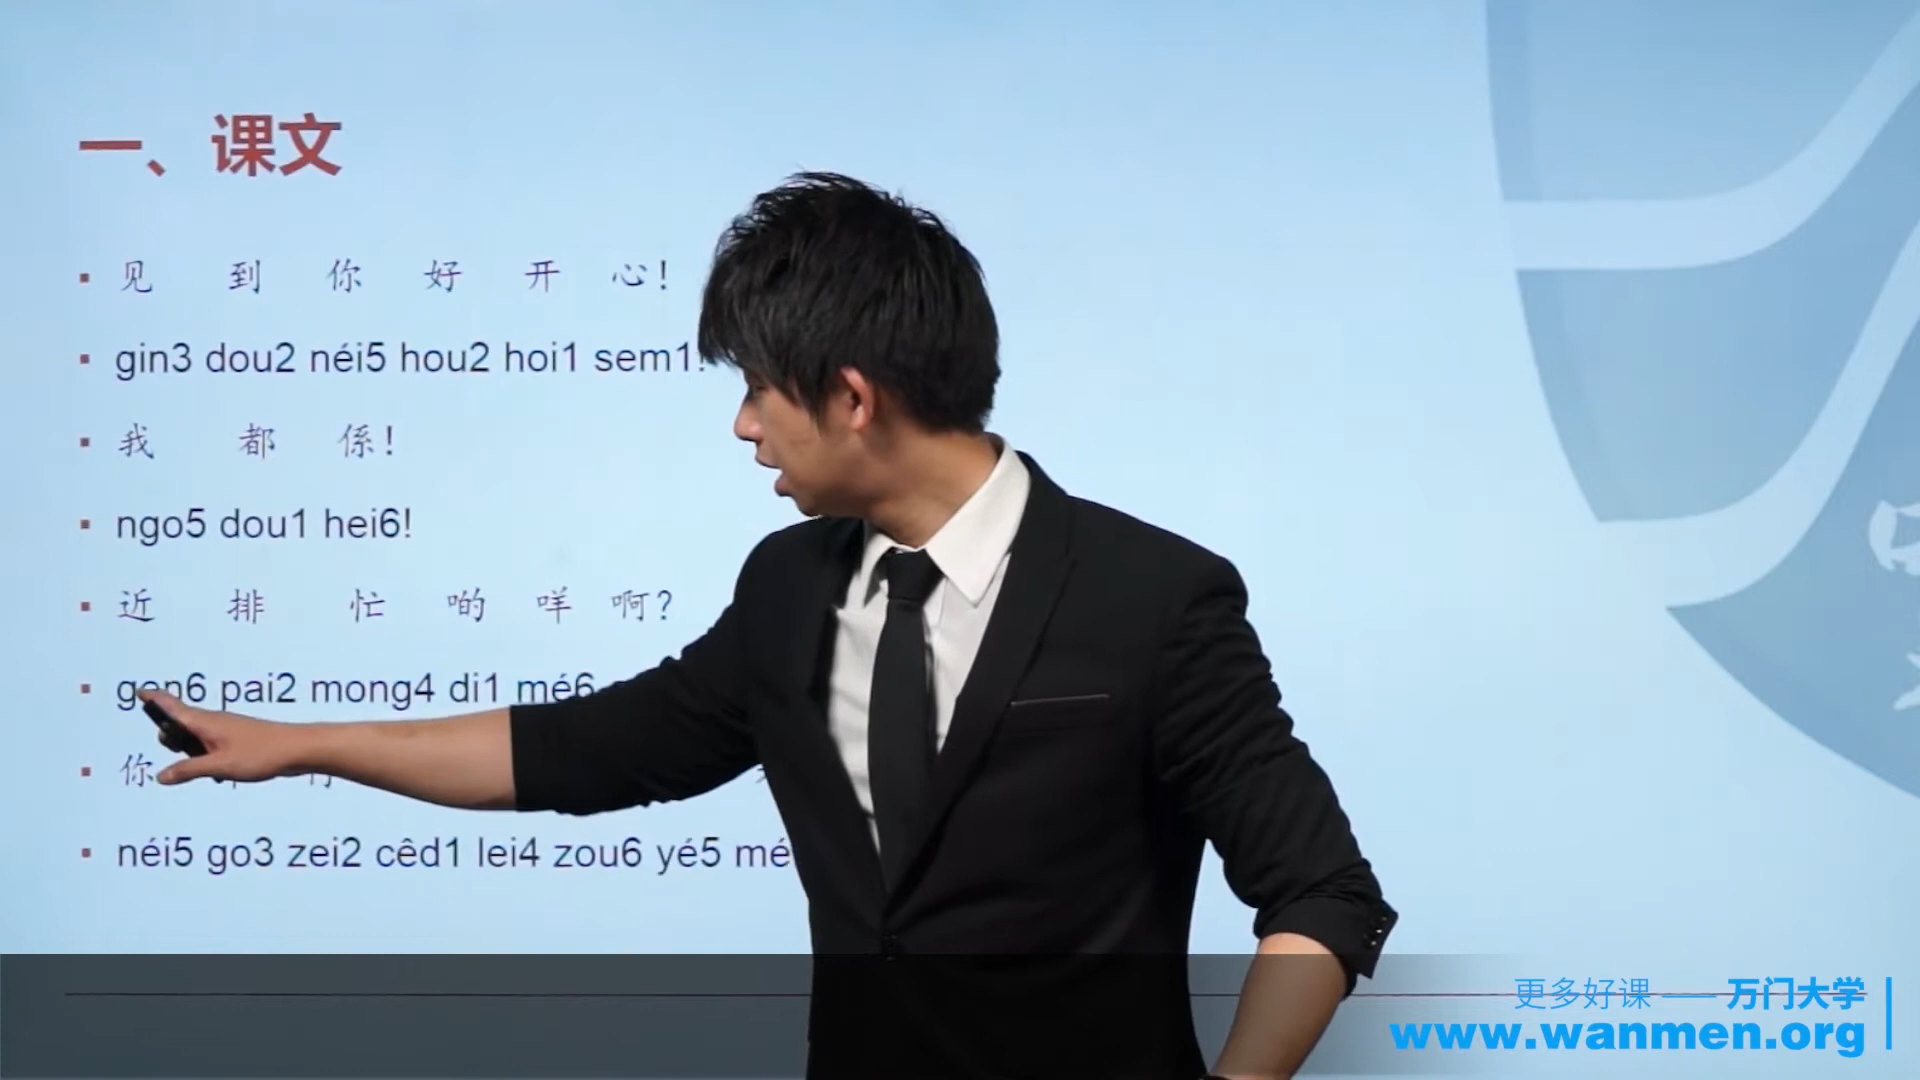 一、课文
▪ 见 到 你 好 开 心！
▪ gin3 dou2 néi5 hou2 hoi1 sem1!
▪ 我 都 係！
▪ ngo5 dou1 hei6!
▪ 近 排 忙 啲 咩 啊？
▪ gen6 pai2 mong4 di1 mé6
▪ 你
▪ néi5 go3 zei2 cêd1 lei4 zou6 yé5 mé
更多好课 —— 万门大学
www.wanmen.org